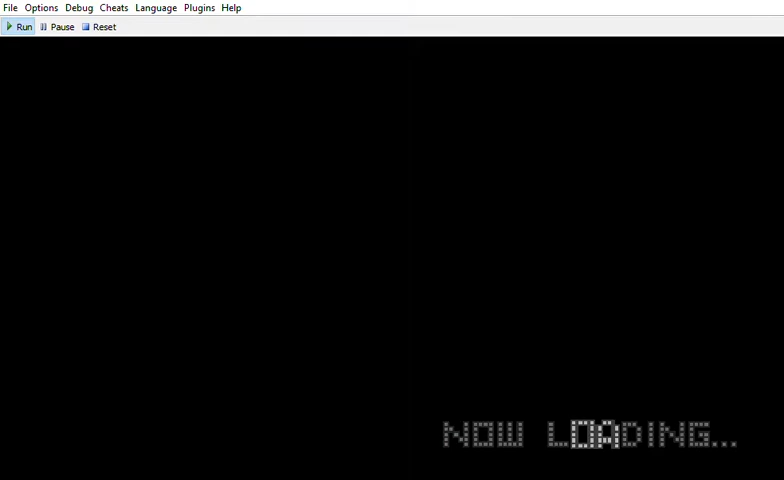 File Options Debug Cheats Language Plugins Help
Run Pause Reset
NOW LOADING...